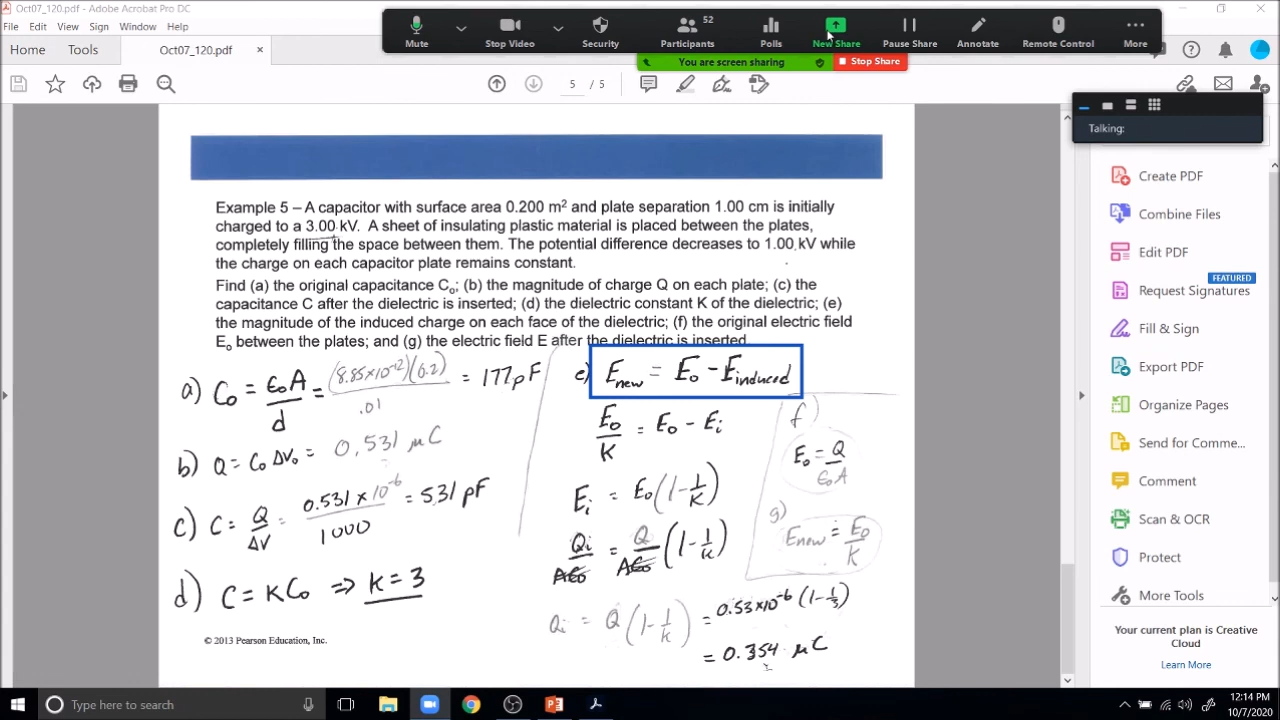 Oct07_120.pdf - Adobe Acrobat Pro DC
File Edit View Sign Window Help
Mute
Stop Video
Security
52
Participants
Polls
New Share
Pause Share
Annotate
Remote Control
More
You are screen sharing
Stop Share
Home Tools Oct07_120.pdf ×
5 / 5
Talking:
Example 5 – A capacitor with surface area 0.200 m² and plate separation 1.00 cm is initially
charged to a 3.00 kV. A sheet of insulating plastic material is placed between the plates,
completely filling the space between them. The potential difference decreases to 1.00 kV while
the charge on each capacitor plate remains constant.
Find (a) the original capacitance C₀; (b) the magnitude of charge Q on each plate; (c) the
capacitance C after the dielectric is inserted; (d) the dielectric constant K of the dielectric; (e)
the magnitude of the induced charge on each face of the dielectric; (f) the original electric field
E₀ between the plates; and (g) the electric field E after the dielectric is inserted.
a) C₀ = ε₀A/d = (8.85×10⁻¹²)(0.2)/.01 = 177pF
b) Q = C₀ΔV₀ = 0.531 μC
c) C = Q/ΔV = 0.531 × 10⁻⁶/1000 = 531 pF
d) C = KC₀ ⇒ K = 3
e) E_new = E₀ - E_induced
E₀/K = E₀ - Eᵢ
Eᵢ = E₀(1 - 1/K)
Qᵢ/Aε₀ = Q/Aε₀ (1 - 1/K)
Qᵢ = Q(1 - 1/K) = 0.53×10⁻⁶ (1 - 1/3)
= 0.354 μC
f)
E₀ = Q/ε₀A
g)
E_new = E₀/K
© 2013 Pearson Education, Inc.
Create PDF
Combine Files
Edit PDF
FEATURED
Request Signatures
Fill & Sign
Export PDF
Organize Pages
Send for Comme...
Comment
Scan & OCR
Protect
More Tools
Your current plan is Creative
Cloud
Learn More
Type here to search
12:14 PM
10/7/2020